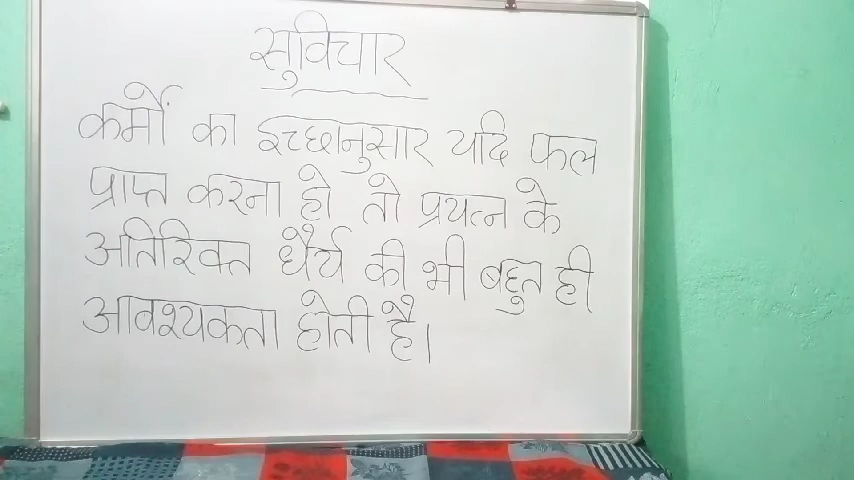 सुविचार
कर्मों का इच्छानुसार यदि फल
प्राप्त करना हो तो प्रयत्न के
अतिरिक्त धैर्य की भी बहुत ही
आवश्यकता होती है।